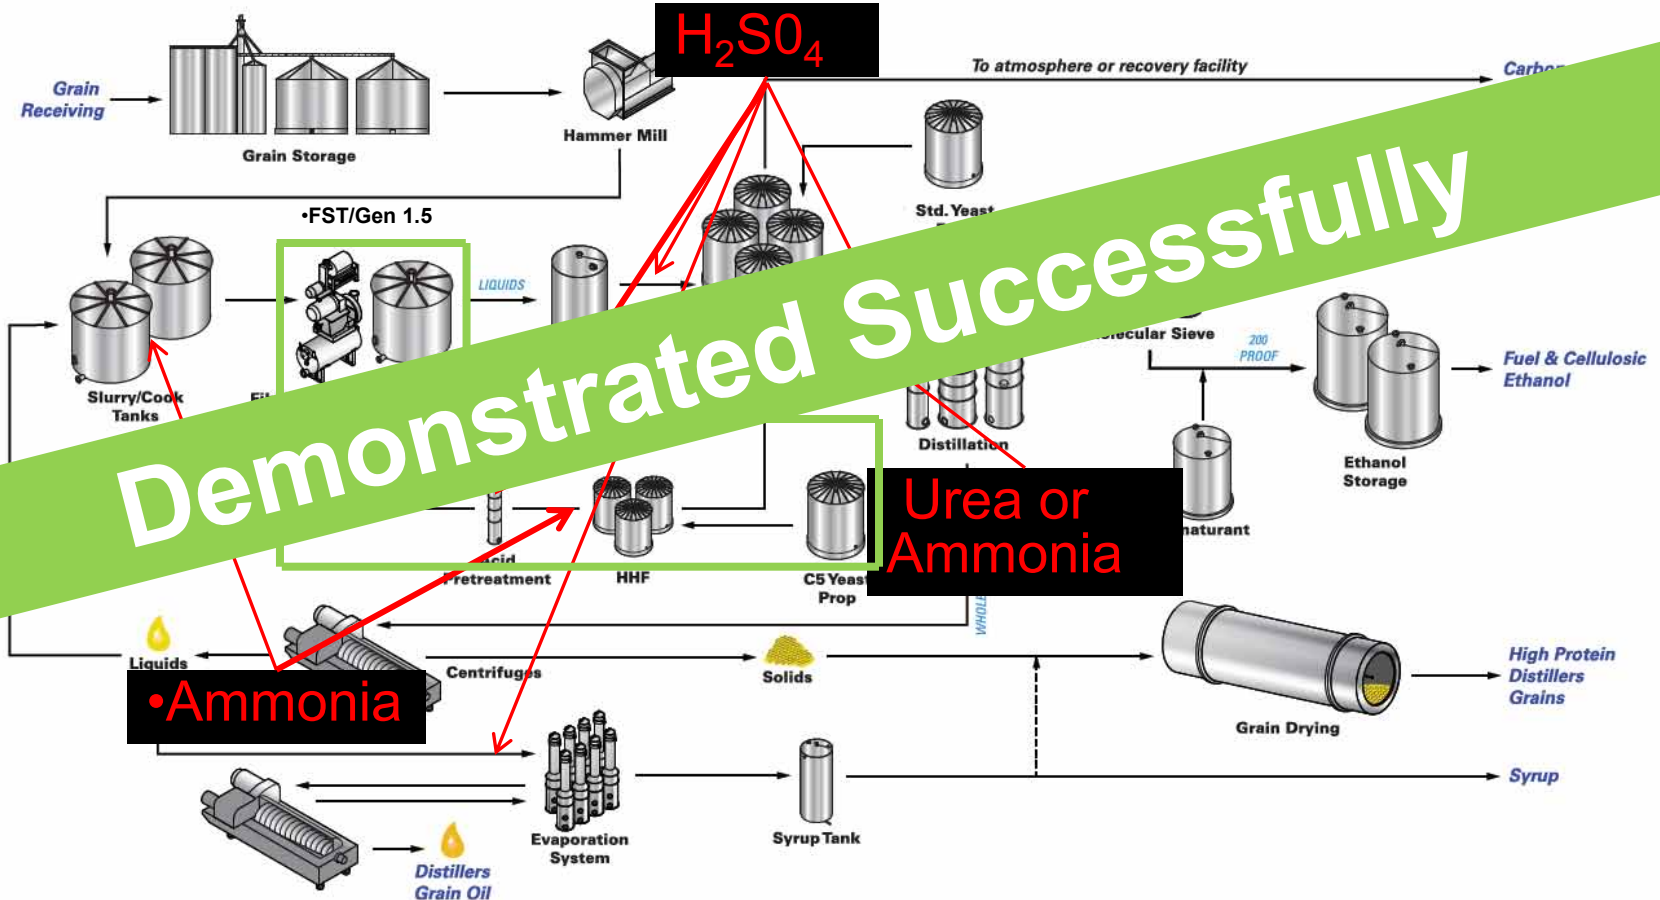 H2S04
To atmosphere or recovery facility
Grain
Receiving
Hammer Mill
Grain Storage
•FST/Gen 1.5
Std. Yeast
LIQUIDS
Demonstrated Successfully
Sieve
200
PROOF
Fuel & Cellulosic
Ethanol
Slurry/Cook
Tanks
Distillation
Ethanol
Storage
Urea or
Ammonia
Pretreatment
HHF
C5 Yeast
Prop
WHOLE
Liquids
Centrifuges
Solids
High Protein
Distillers
Grains
•Ammonia
Grain Drying
Syrup
Evaporation
System
Syrup Tank
Distillers
Grain Oil